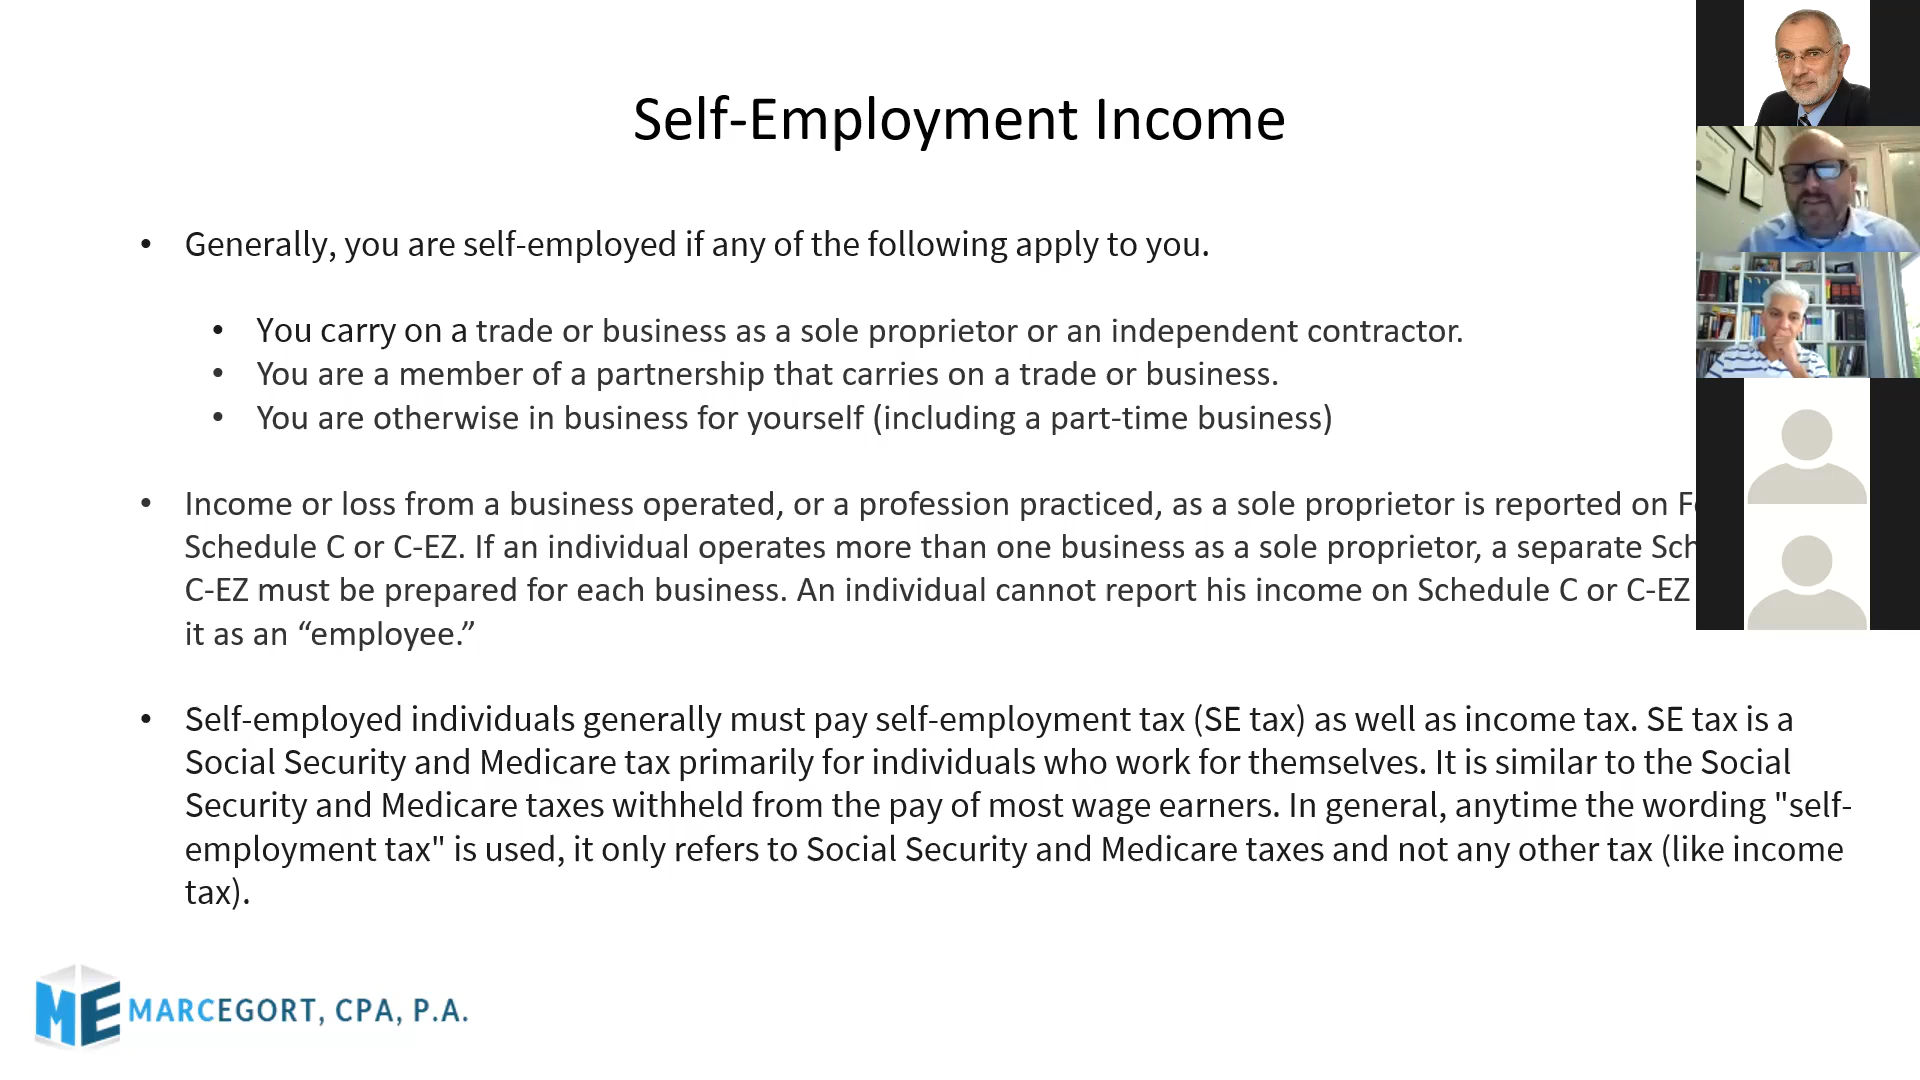 Self-Employment Income
• Generally, you are self-employed if any of the following apply to you.
• You carry on a trade or business as a sole proprietor or an independent contractor.
• You are a member of a partnership that carries on a trade or business.
• You are otherwise in business for yourself (including a part-time business)
• Income or loss from a business operated, or a profession practiced, as a sole proprietor is reported on
Schedule C or C-EZ. If an individual operates more than one business as a sole proprietor, a separate
C-EZ must be prepared for each business. An individual cannot report his income on Schedule C or C-EZ
it as an “employee.”
• Self-employed individuals generally must pay self-employment tax (SE tax) as well as income tax. SE tax is a
Social Security and Medicare tax primarily for individuals who work for themselves. It is similar to the Social
Security and Medicare taxes withheld from the pay of most wage earners. In general, anytime the wording "self-
employment tax" is used, it only refers to Social Security and Medicare taxes and not any other tax (like income
tax).
ME MARCEGORT, CPA, P.A.